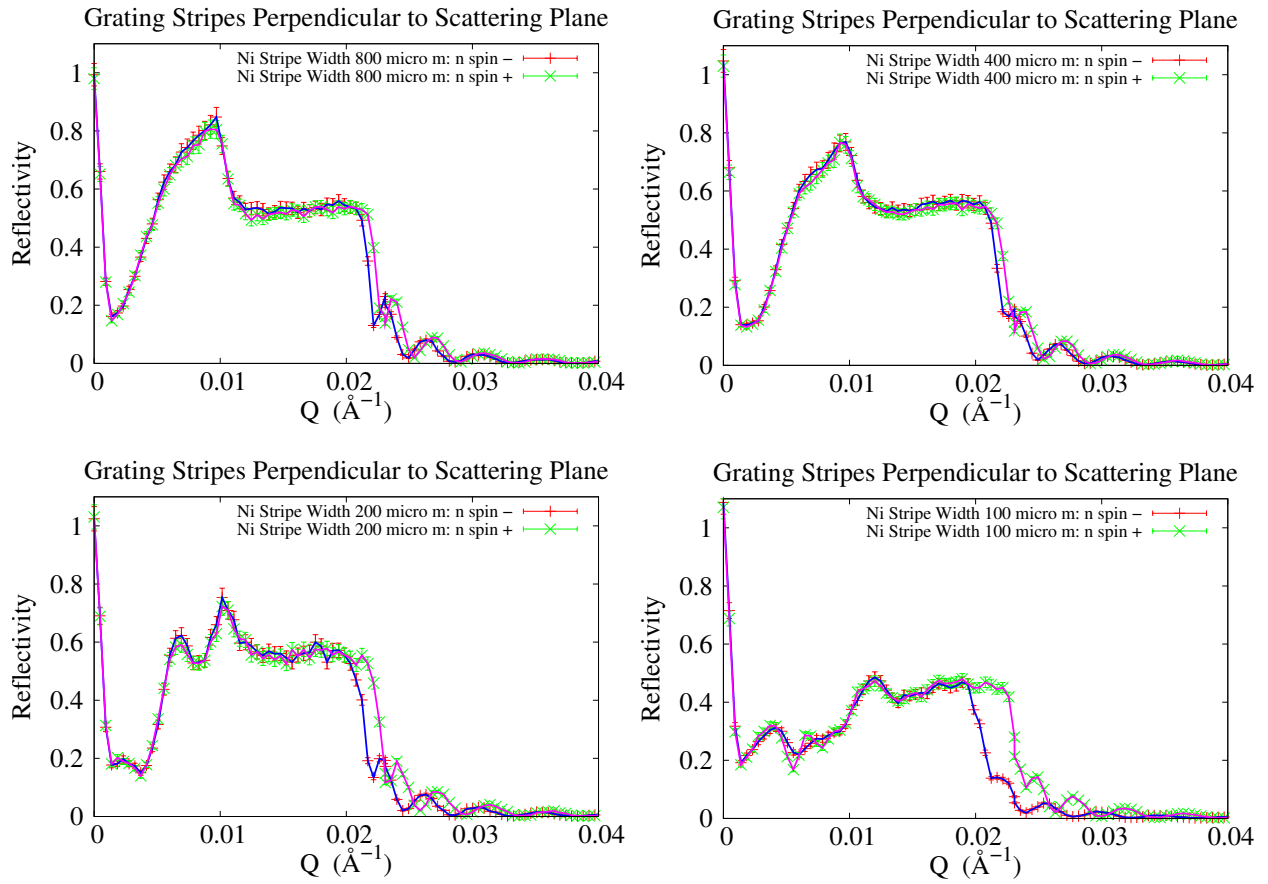 Grating Stripes Perpendicular to Scattering Plane
Ni Stripe Width 800 micro m: n spin −
Ni Stripe Width 800 micro m: n spin +
Reflectivity
1
0.8
0.6
0.4
0.2
0
0 0.01 0.02 0.03 0.04
Q (Å⁻¹)
Grating Stripes Perpendicular to Scattering Plane
Ni Stripe Width 400 micro m: n spin −
Ni Stripe Width 400 micro m: n spin +
Reflectivity
1
0.8
0.6
0.4
0.2
0
0 0.01 0.02 0.03 0.04
Q (Å⁻¹)
Grating Stripes Perpendicular to Scattering Plane
Ni Stripe Width 200 micro m: n spin −
Ni Stripe Width 200 micro m: n spin +
Reflectivity
1
0.8
0.6
0.4
0.2
0
0 0.01 0.02 0.03 0.04
Q (Å⁻¹)
Grating Stripes Perpendicular to Scattering Plane
Ni Stripe Width 100 micro m: n spin −
Ni Stripe Width 100 micro m: n spin +
Reflectivity
1
0.8
0.6
0.4
0.2
0
0 0.01 0.02 0.03 0.04
Q (Å⁻¹)